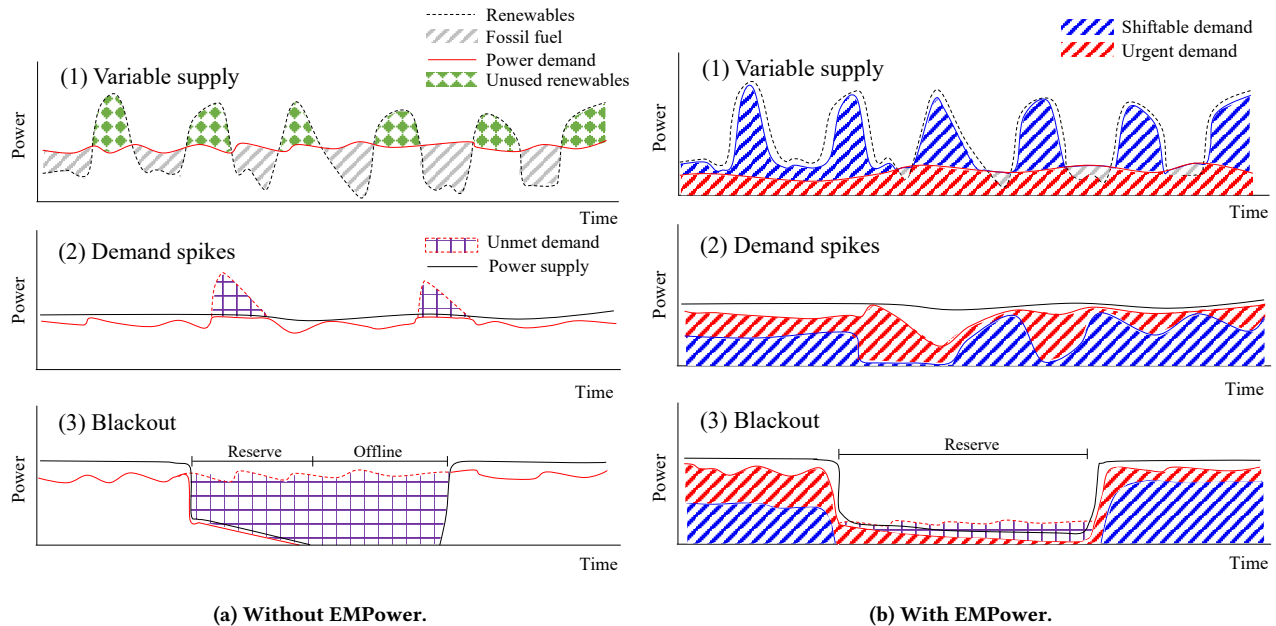 Renewables
Fossil fuel
Power demand
Unused renewables
(1) Variable supply
Power
Time
(2) Demand spikes
Unmet demand
Power supply
Power
Time
(3) Blackout
Reserve
Offline
Power
Time
(a) Without EMPower.
Shiftable demand
Urgent demand
(1) Variable supply
Power
Time
(2) Demand spikes
Power
Time
(3) Blackout
Reserve
Power
Time
(b) With EMPower.